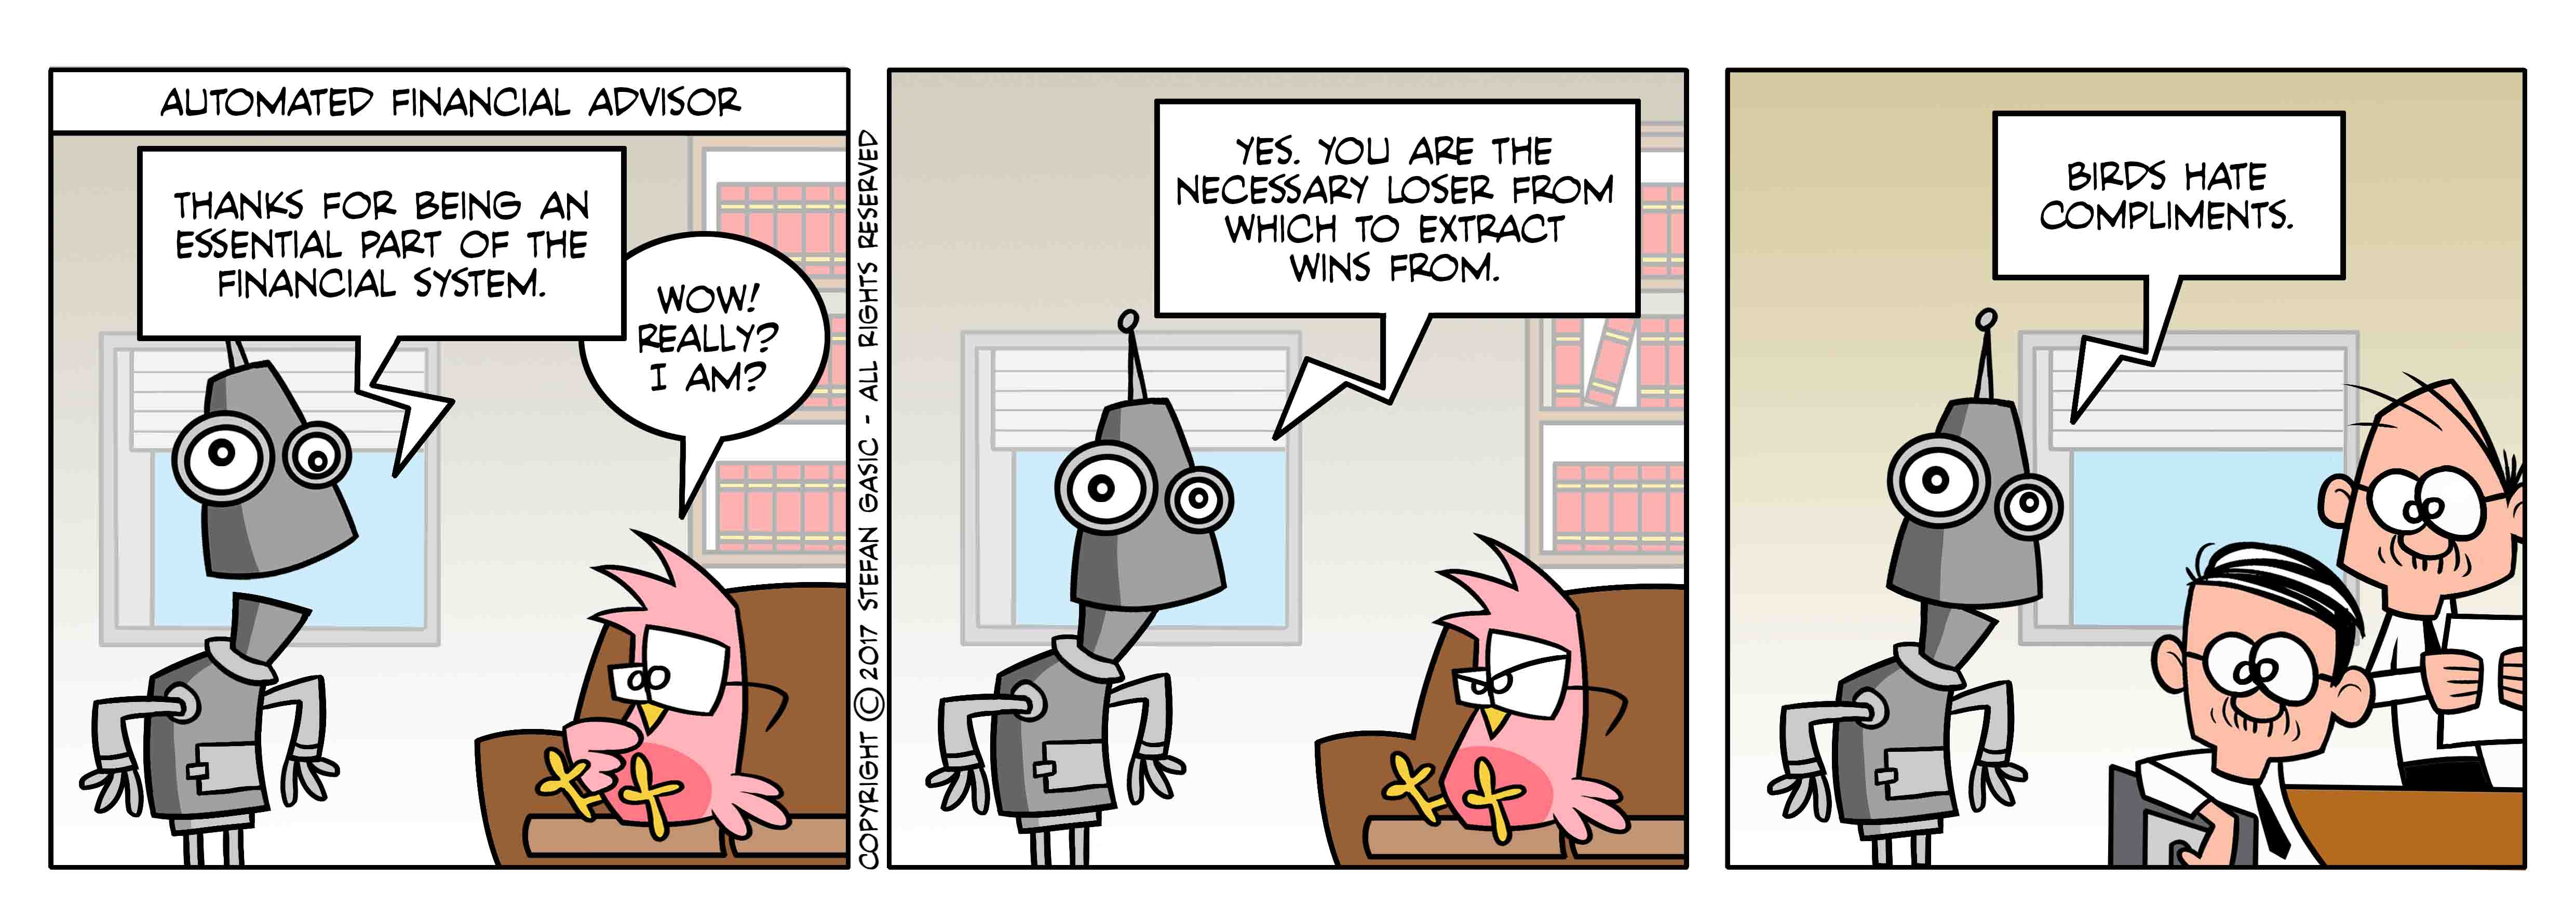 AUTOMATED FINANCIAL ADVISOR
THANKS FOR BEING AN
ESSENTIAL PART OF THE
FINANCIAL SYSTEM.
WOW!
REALLY?
I AM?
COPYRIGHT © 2017 STEFAN GASIC - ALL RIGHTS RESERVED
YES. YOU ARE THE
NECESSARY LOSER FROM
WHICH TO EXTRACT
WINS FROM.
BIRDS HATE
COMPLIMENTS.